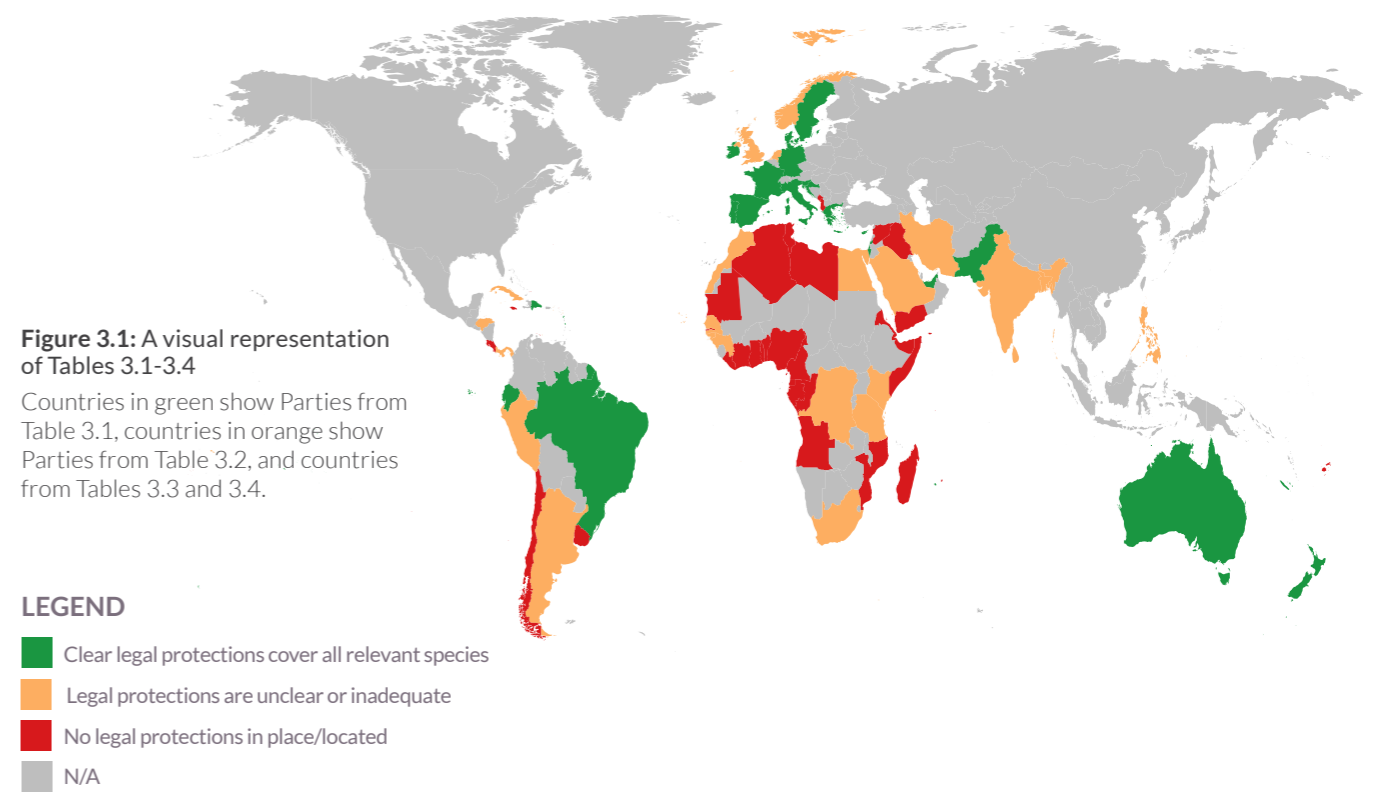 Figure 3.1: A visual representation
of Tables 3.1-3.4
Countries in green show Parties from
Table 3.1, countries in orange show
Parties from Table 3.2, and countries
from Tables 3.3 and 3.4.
LEGEND
Clear legal protections cover all relevant species
Legal protections are unclear or inadequate
No legal protections in place/located
N/A